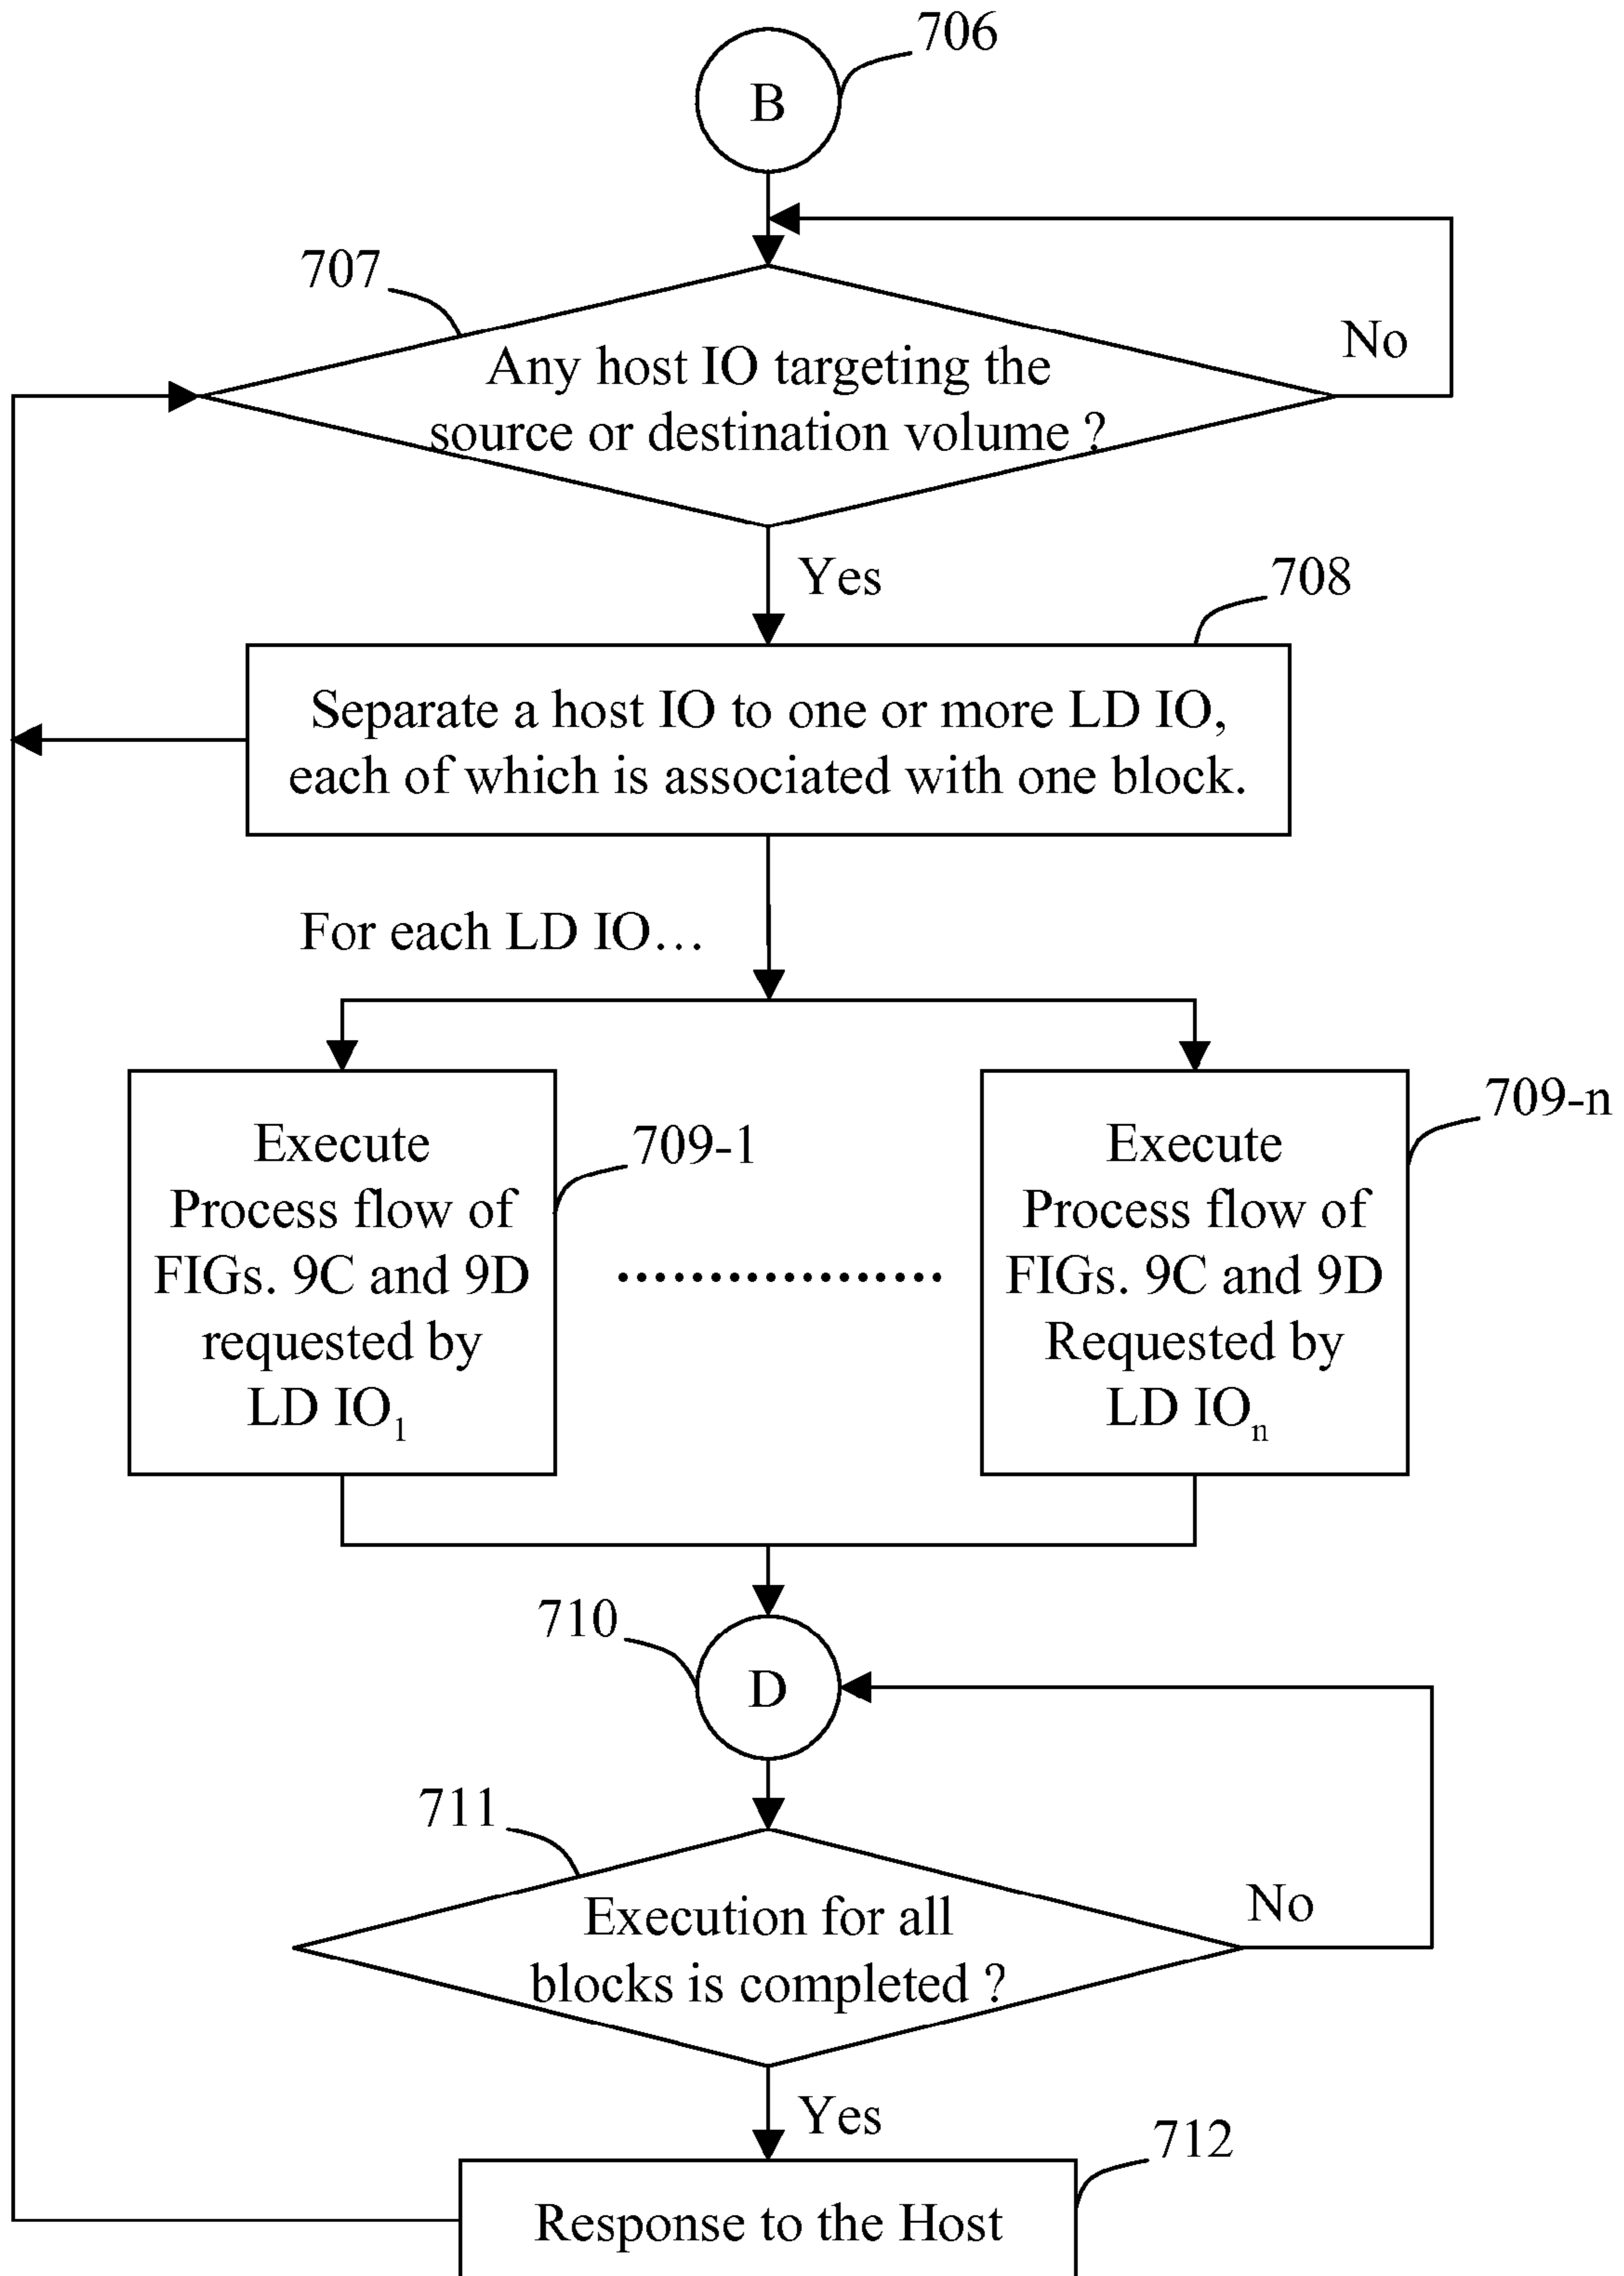 706
B
707
No
Any host IO targeting the
source or destination volume ?
Yes
708
Separate a host IO to one or more LD IO,
each of which is associated with one block.
For each LD IO...
709-n
709-1
Execute
Process flow of
FIGs. 9C and 9D
requested by
LD IO1
..................
Execute
Process flow of
FIGs. 9C and 9D
Requested by
LD IOn
710
D
711
No
Execution for all
blocks is completed ?
Yes
712
Response to the Host